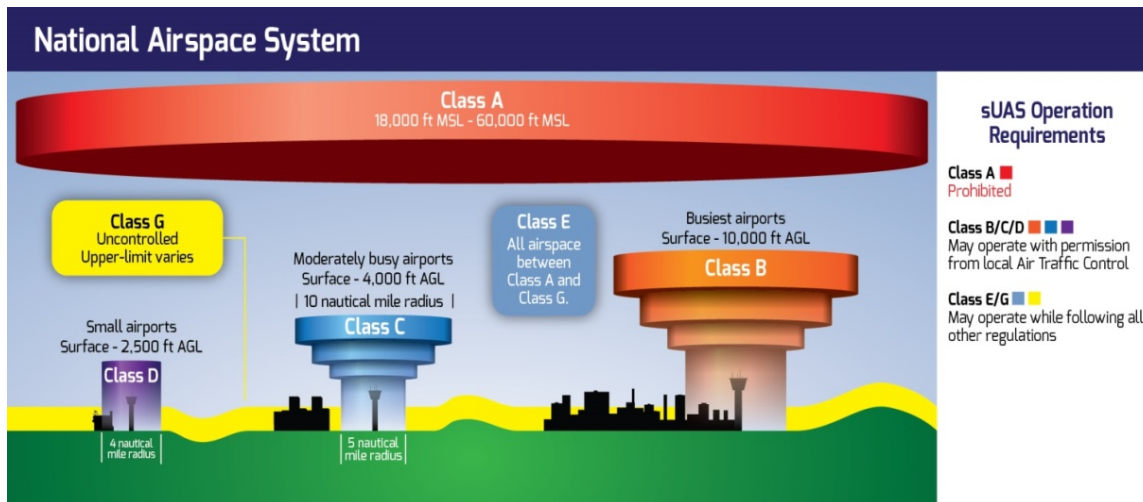 National Airspace System
Class A
18,000 ft MSL - 60,000 ft MSL
Class G
Uncontrolled
Upper-limit varies
Class E
All airspace
between
Class A and
Class G.
Busiest airports
Surface - 10,000 ft AGL
Class B
Moderately busy airports
Surface - 4,000 ft AGL
| 10 nautical mile radius |
Class C
Small airports
Surface - 2,500 ft AGL
Class D
4 nautical
mile radius
5 nautical
mile radius
sUAS Operation
Requirements
Class A
Prohibited
Class B/C/D
May operate with permission
from local Air Traffic Control
Class E/G
May operate while following all
other regulations